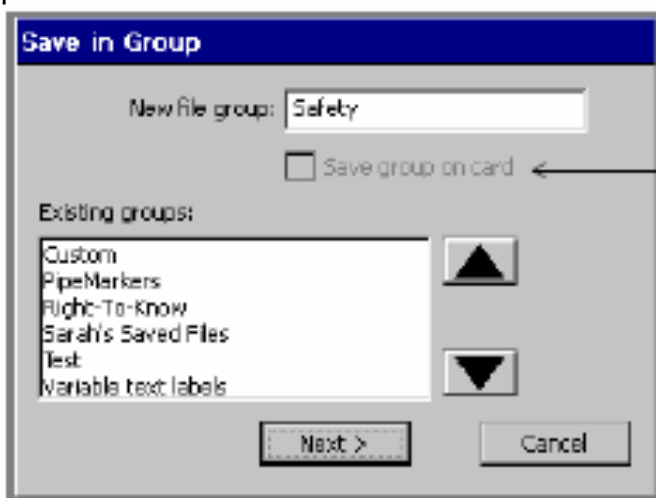 Save in Group
New file group: Safety
Save group on card
Existing groups:
Custom
PipeMarkers
Right-To-Know
Sarah's Saved Files
Test
Variable text labels
Next >
Cancel